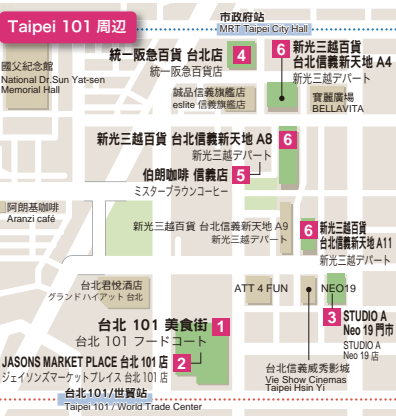 Taipei 101 周辺
市政府站
MRT Taipei City Hall
國父紀念館
National Dr.Sun Yat-sen
Memorial Hall
統一阪急百貨 台北店
統一阪急百貨店
4
6
新光三越百貨
台北信義新天地 A4
新光三越デパート
誠品信義旗艦店
eslite 信義旗艦店
寶麗廣場
BELLAVITA
新光三越百貨 台北信義新天地 A8
6
新光三越デパート
伯朗咖啡 信義店
5
ミスターブラウンコーヒー
阿朗基咖啡
Aranzi café
新光三越百貨 台北信義新天地 A9
新光三越デパート
6
新光三越百貨
台北信義新天地 A11
新光三越デパート
台北君悅酒店
グランド ハイアット 台北
ATT 4 FUN
NEO19
台北 101 美食街
1
台北 101 フードコート
3
STUDIO A
Neo 19 門市
STUDIO A
Neo 19 店
JASONS MARKET PLACE 台北 101 店
2
ジェイソンズマーケットプレイス 台北 101 店
台北信義威秀影城
Vie Show Cinemas
Taipei Hsin Yi
台北101/世貿站
Taipei 101 / World Trade Center